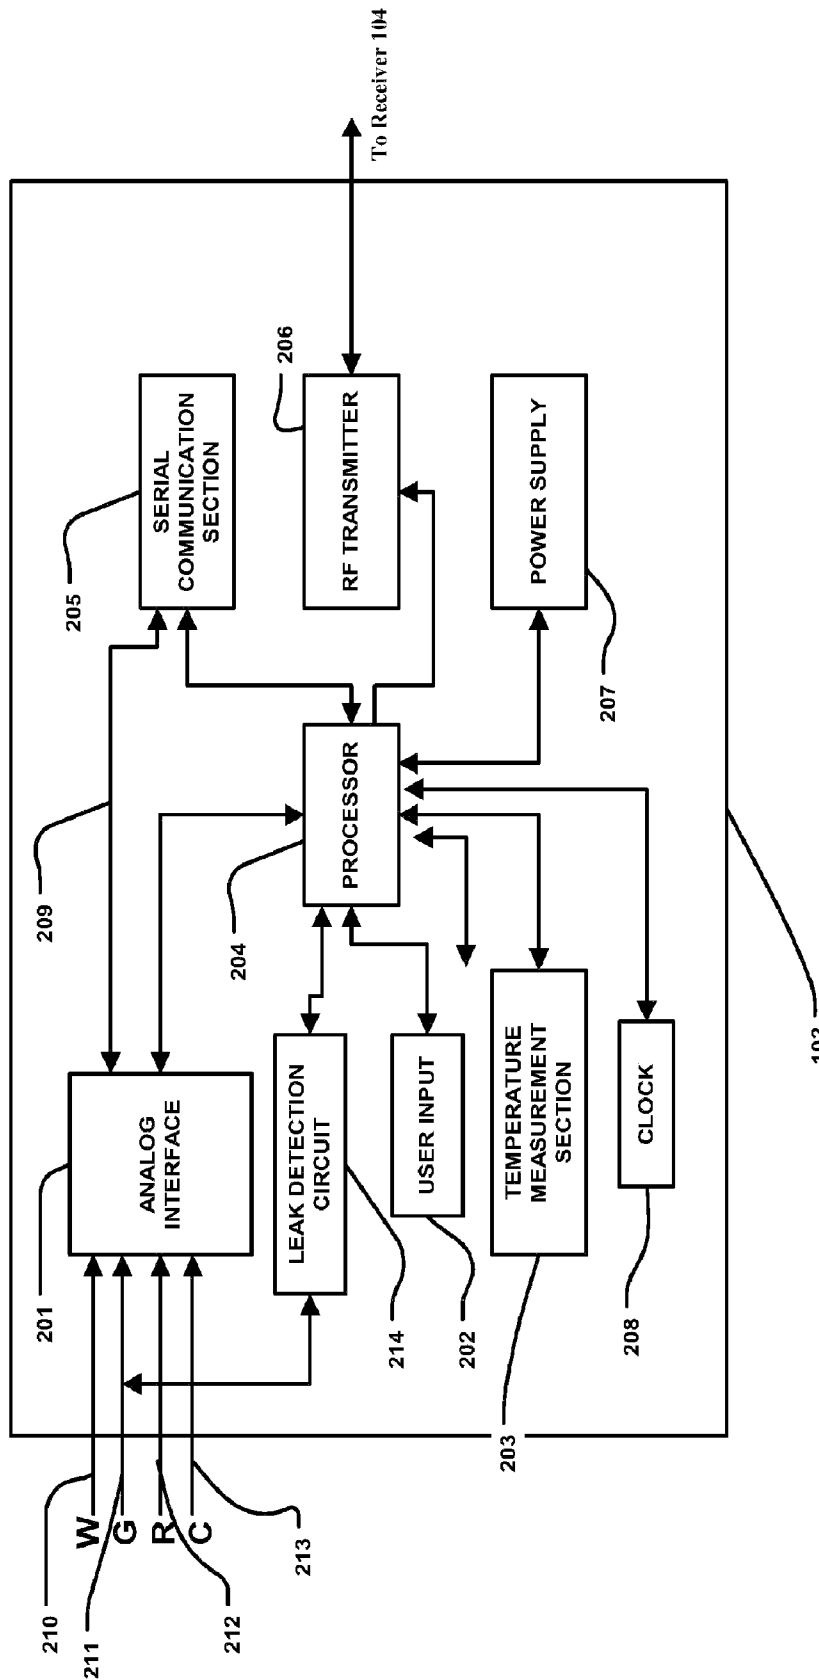 W
G
R
C
210
211
212
213
201
ANALOG
INTERFACE
209
205
SERIAL
COMMUNICATION
SECTION
LEAK DETECTION
CIRCUIT
214
204
PROCESSOR
206
RF TRANSMITTER
To Receiver 104
USER INPUT
202
TEMPERATURE
MEASUREMENT
SECTION
203
POWER SUPPLY
207
CLOCK
208